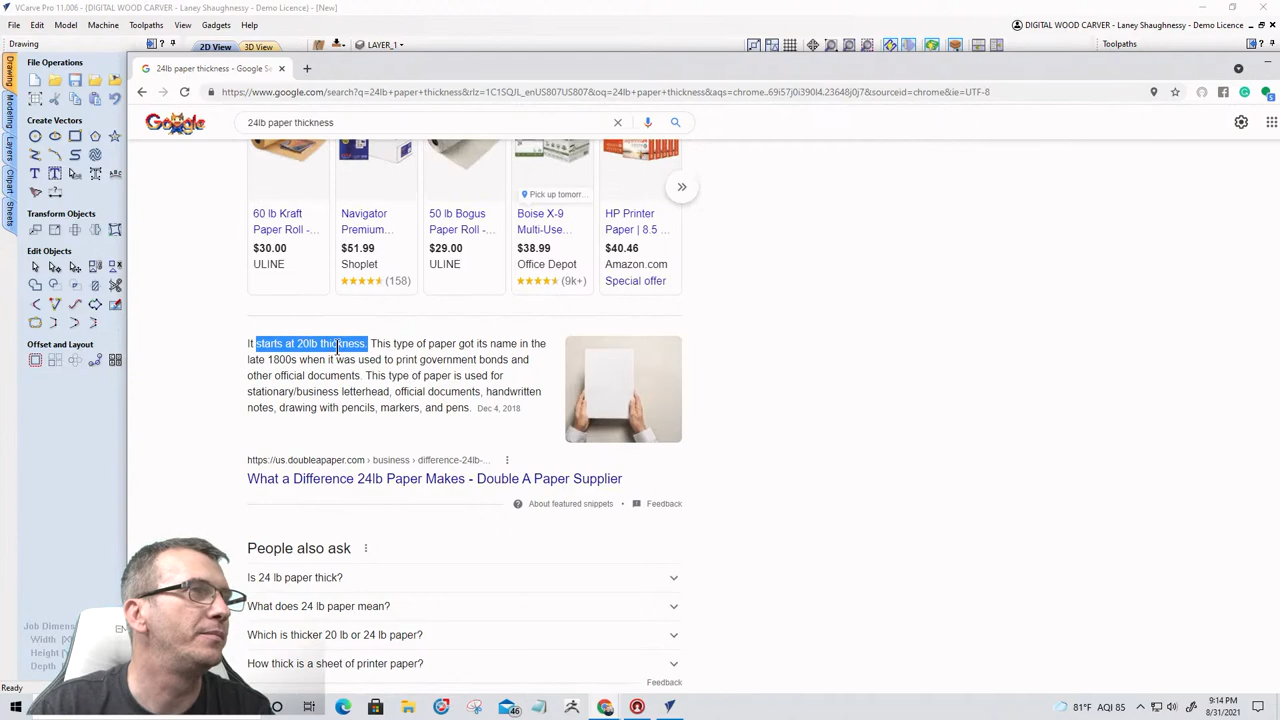 VCarve Pro 11.006 - {DIGITAL WOOD CARVER - Laney Shaughnessy - Demo Licence} - [New]
File Edit Model Machine Toolpaths View Gadgets Help
DIGITAL WOOD CARVER - Laney Shaughnessy - Demo Licence
Drawing
2D View 3D View LAYER_1
Toolpaths
Drawing
Modeling
Layers
Clipart
Sheets
File Operations
Create Vectors
Transform Objects
Edit Objects
Offset and Layout
Job Dimen
Width [X
Height [
Depth [
Ready
24lb paper thickness - Google Se
https://www.google.com/search?q=24lb+paper+thickness&rlz=1C1SQJL_enUS807US807&oq=24lb+paper+thickness&aqs=chrome..69i57j0i390l4.23648j0j7&sourceid=chrome&ie=UTF-8
Google
24lb paper thickness
Pick up tomorr...
60 lb Kraft Navigator 50 lb Bogus Boise X-9 HP Printer
Paper Roll -... Premium... Paper Roll -... Multi-Use... Paper | 8.5 ...
$30.00 $51.99 $29.00 $38.99 $40.46
ULINE Shoplet ULINE Office Depot Amazon.com
(158) (9k+) Special offer
It starts at 20lb thickness. This type of paper got its name in the
late 1800s when it was used to print government bonds and
other official documents. This type of paper is used for
stationary/business letterhead, official documents, handwritten
notes, drawing with pencils, markers, and pens. Dec 4, 2018
https://us.doubleapaper.com › business › difference-24lb-...
What a Difference 24lb Paper Makes - Double A Paper Supplier
About featured snippets • Feedback
People also ask
Is 24 lb paper thick?
What does 24 lb paper mean?
Which is thicker 20 lb or 24 lb paper?
How thick is a sheet of printer paper?
Feedback
46
81°F AQI 85
9:14 PM
8/31/2021